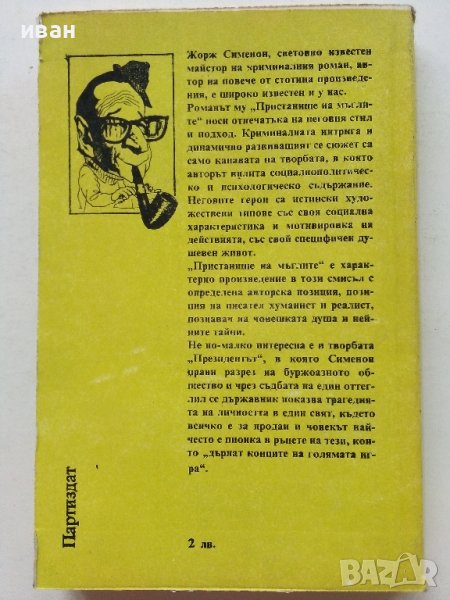 иван
Жорж Сименон, световно известен
майстор на криминалния роман, ав-
тор на повече от стотина произведе-
ния, е широко известен и у нас.
Романът му „Пристанище на мъгли-
те" носи отпечатъка на неговия стил
и подход. Криминалната интрига и
динамично развиващият се сюжет са
само канавата на творбата, в която
авторът влита социалнополитичес-
ко и психологическо съдържание.
Неговите герои са истински худо-
жествени типове със своя социална
характеристика и мотивировка на
действията, със свой специфичен ду-
шевен живот.
„Пристанище на мъглите" е харак-
терно произведение в този смисъл с
определена авторска позиция, пози-
ция на писател хуманист и реалист,
познавач на човешката душа и ней-
ните тайни.
Не по-малко интересна е и творбата
„Президентът", в която Сименон
прави разрез на буржоазното об-
щество и чрез съдбата на един оттег-
лил се държавник показва трагедия-
та на личността в един свят, където
всичко е за продан и човекът най-
често е пионка в ръцете на тези, кои-
то „дърпат конците на голямата иг-
ра".
Партиздат
2 лв.
BAZAR